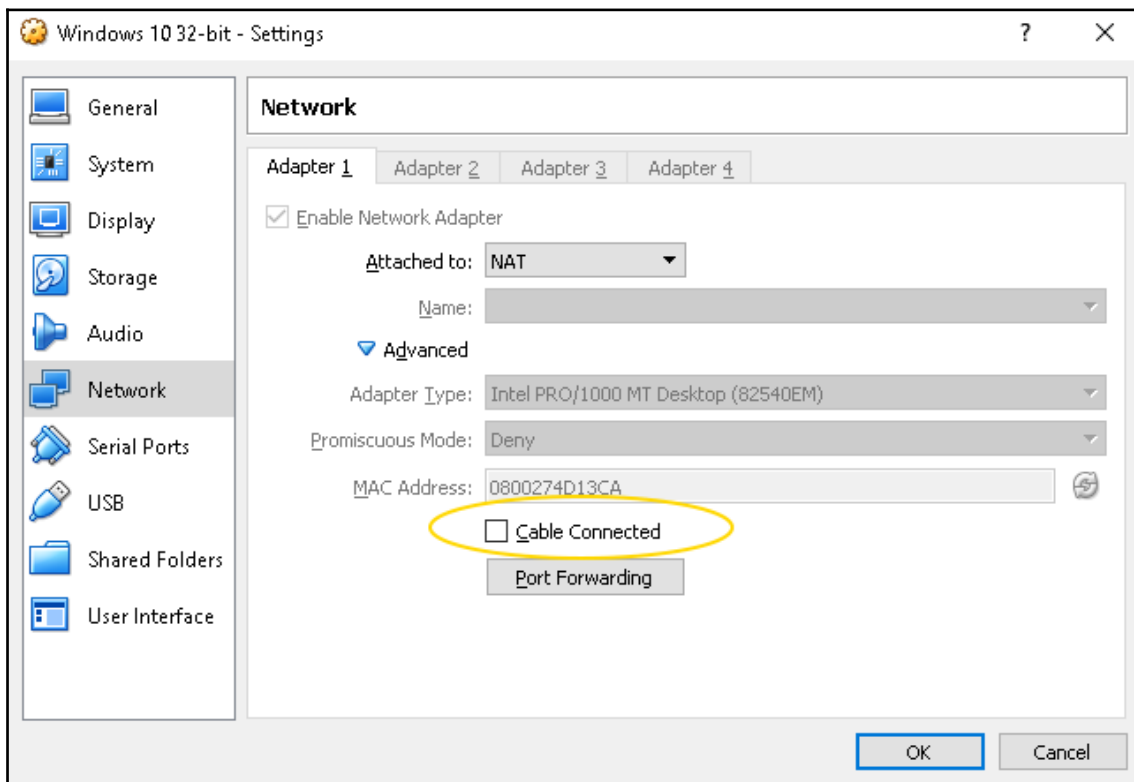 Windows 10 32-bit - Settings
?
General
System
Display
Storage
Audio
Network
Serial Ports
USB
Shared Folders
User Interface
Network
Adapter 1 Adapter 2 Adapter 3 Adapter 4
Enable Network Adapter
Attached to: NAT
Name:
Advanced
Adapter Type: Intel PRO/1000 MT Desktop (82540EM)
Promiscuous Mode: Deny
MAC Address: 0800274D13CA
Cable Connected
Port Forwarding
OK Cancel